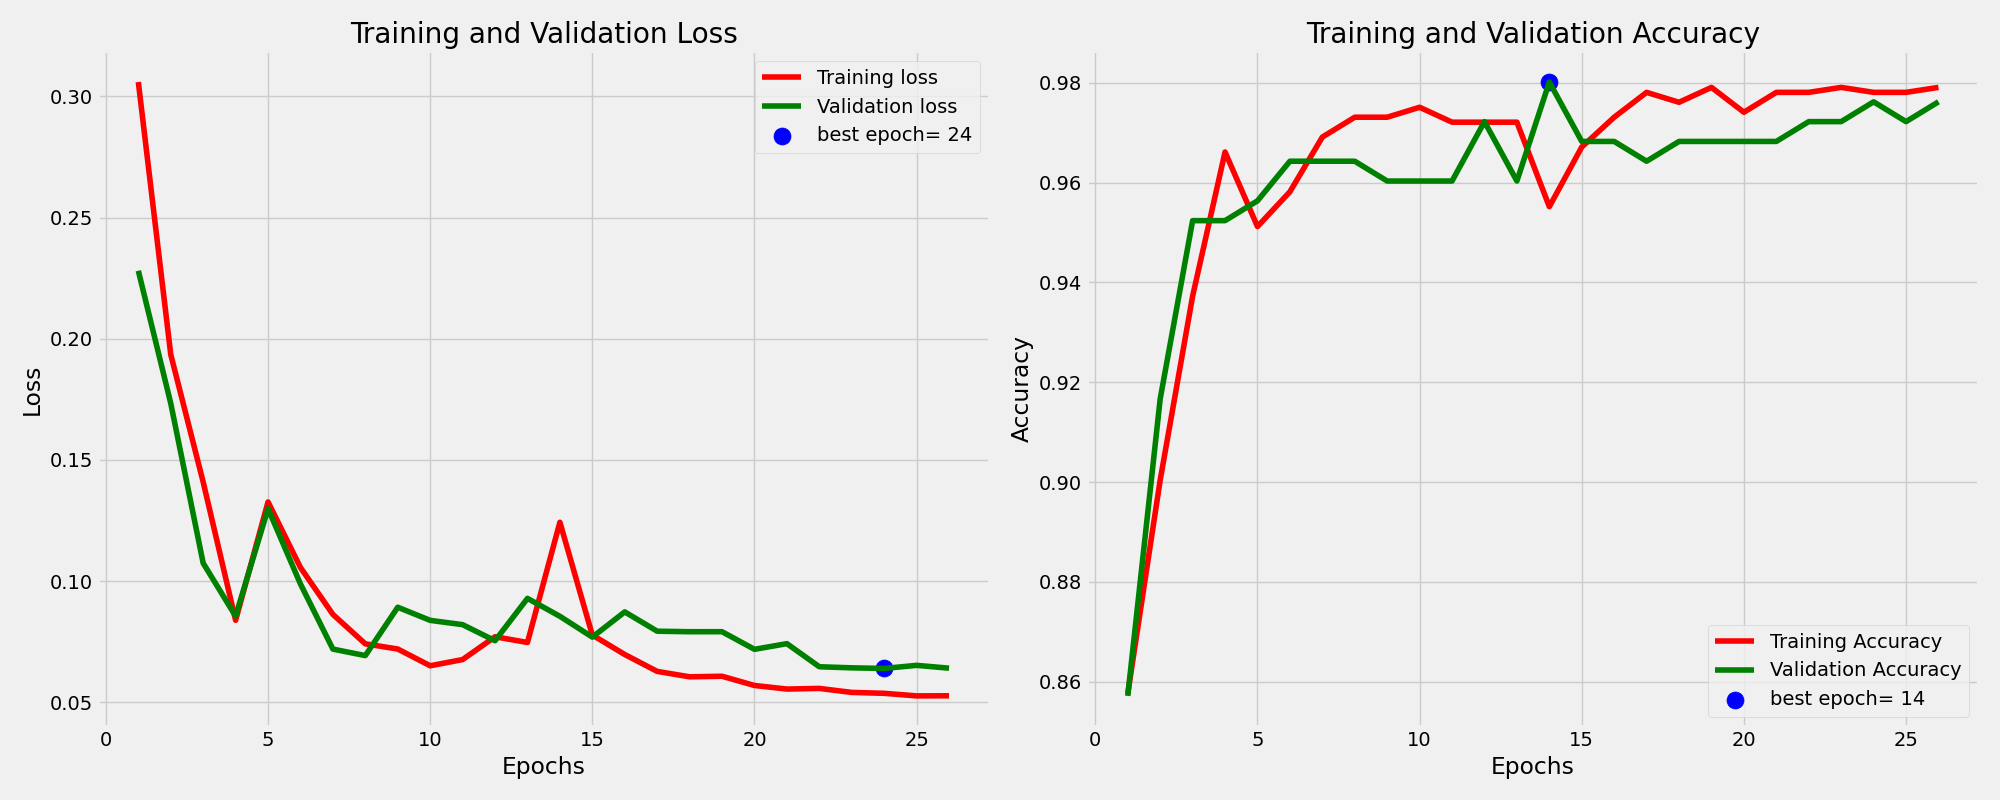 Training and Validation Loss
Training loss
Validation loss
best epoch= 24
0.30
0.25
0.20
0.15
0.10
0.05
Loss
0 5 10 15 20 25
Epochs
Training and Validation Accuracy
0.98
0.96
0.94
0.92
0.90
0.88
0.86
Accuracy
Training Accuracy
Validation Accuracy
best epoch= 14
0 5 10 15 20 25
Epochs